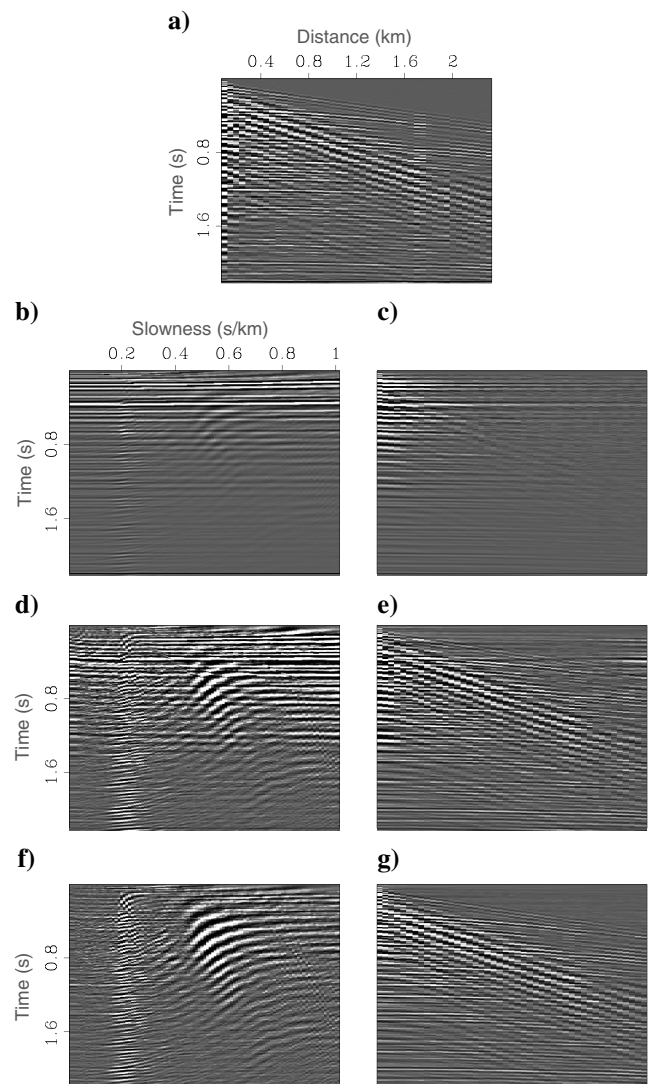 a)
Distance (km)
0.4 0.8 1.2 1.6 2
Time (s)
0.8
1.6
b)
Slowness (s/km)
0.2 0.4 0.6 0.8 1
Time (s)
0.8
1.6
c)
d)
Time (s)
0.8
1.6
e)
f)
Time (s)
0.8
1.6
g)